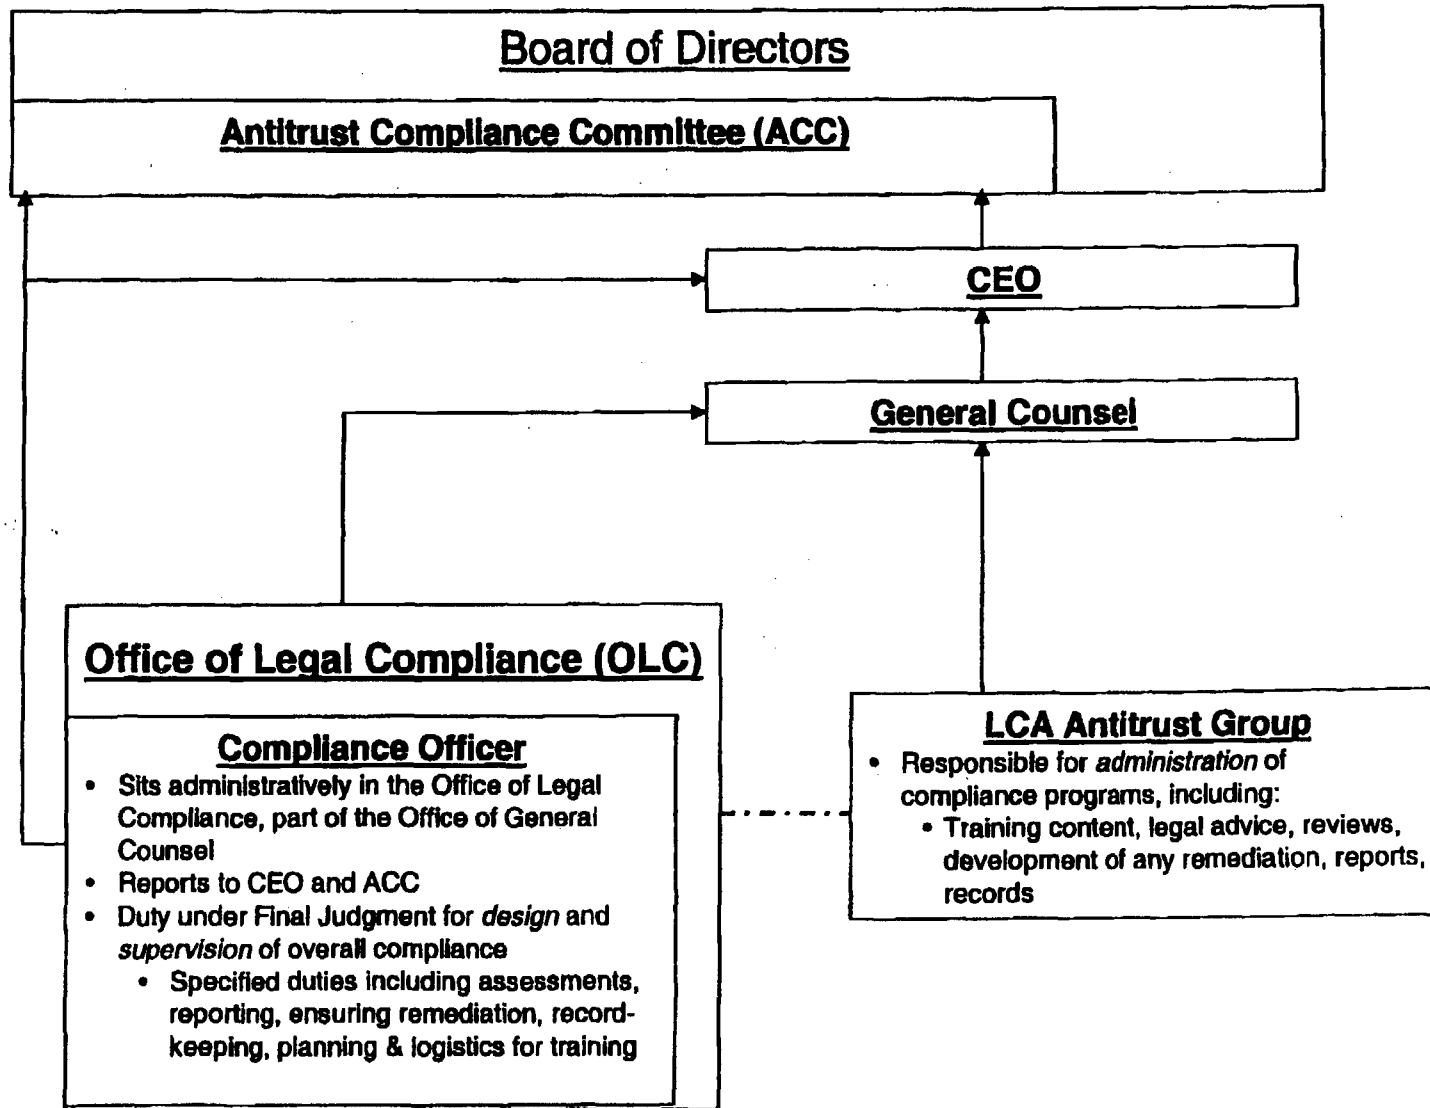 Board of Directors
Antitrust Compliance Committee (ACC)
CEO
General Counsel
Office of Legal Compliance (OLC)
Compliance Officer
• Sits administratively in the Office of Legal
Compliance, part of the Office of General
Counsel
• Reports to CEO and ACC
• Duty under Final Judgment for design and
supervision of overall compliance
• Specified duties including assessments,
reporting, ensuring remediation, record-
keeping, planning & logistics for training
LCA Antitrust Group
• Responsible for administration of
compliance programs, including:
• Training content, legal advice, reviews,
development of any remediation, reports,
records